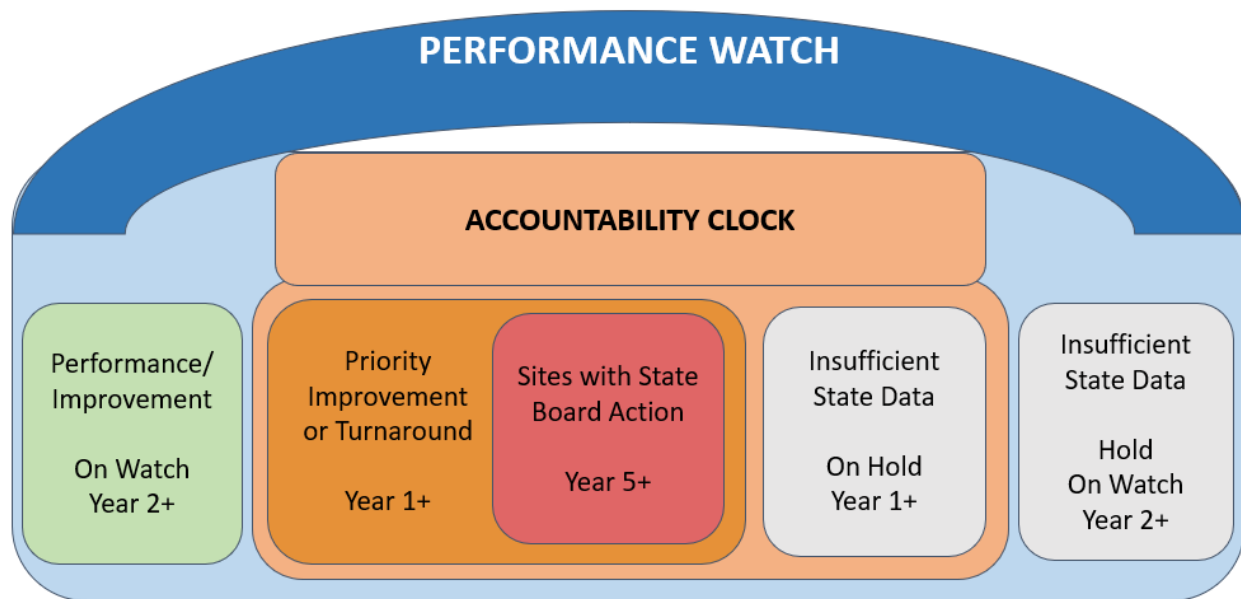 PERFORMANCE WATCH
ACCOUNTABILITY CLOCK
Performance/
Improvement
On Watch
Year 2+
Priority
Improvement
or Turnaround
Year 1+
Sites with State
Board Action
Year 5+
Insufficient
State Data
On Hold
Year 1+
Insufficient
State Data
Hold
On Watch
Year 2+